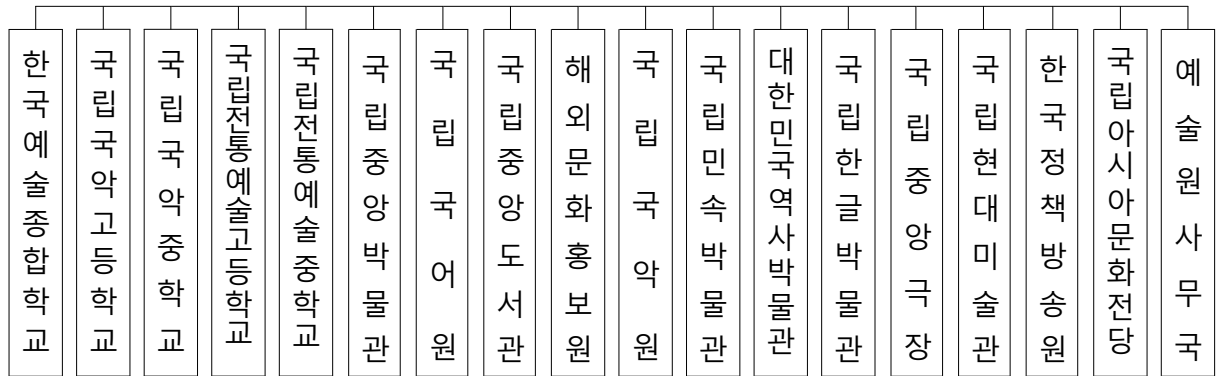 한국예술종합학교
국립국악고등학교
국립국악중학교
국립전통예술고등학교
국립전통예술중학교
국립중앙박물관
국립국어원
국립중앙도서관
해외문화홍보원
국립국악원
국립민속박물관
대한민국역사박물관
국립한글박물관
국립중앙극장
국립현대미술관
한국정책방송원
국립아시아문화전당
예술원사무국